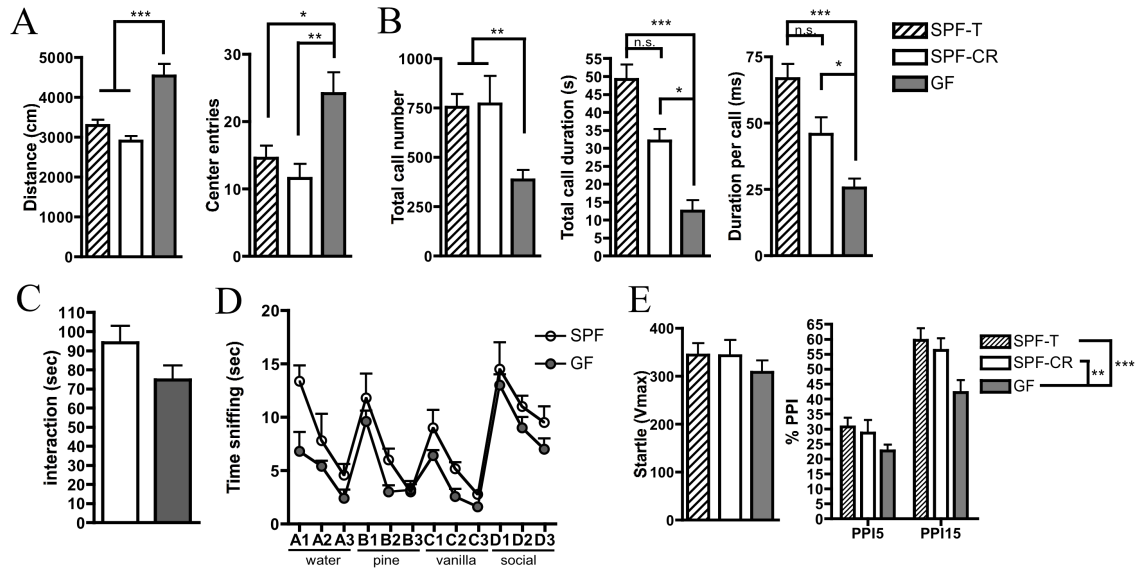 A
Distance (cm)
5000
4000
3000
2000
1000
0
***
Center entries
30
20
10
0
*
**
B
Total call number
1000
750
500
250
0
**
Total call duration (s)
55
50
45
40
35
30
25
20
15
10
5
0
***
n.s.
*
Duration per call (ms)
75
50
25
0
***
n.s.
*
SPF-T
SPF-CR
GF
C
interaction (sec)
110
100
90
80
70
60
50
40
30
20
10
0
D
Time sniffing (sec)
20
15
10
5
0
SPF
GF
A1 A2 A3 B1 B2 B3 C1 C2 C3 D1 D2 D3
water pine vanilla social
E
Startle (Vmax)
400
300
200
100
0
% PPI
65
60
55
50
45
40
35
30
25
20
15
10
5
0
PPI5 PPI15
SPF-T
SPF-CR
GF
**
***